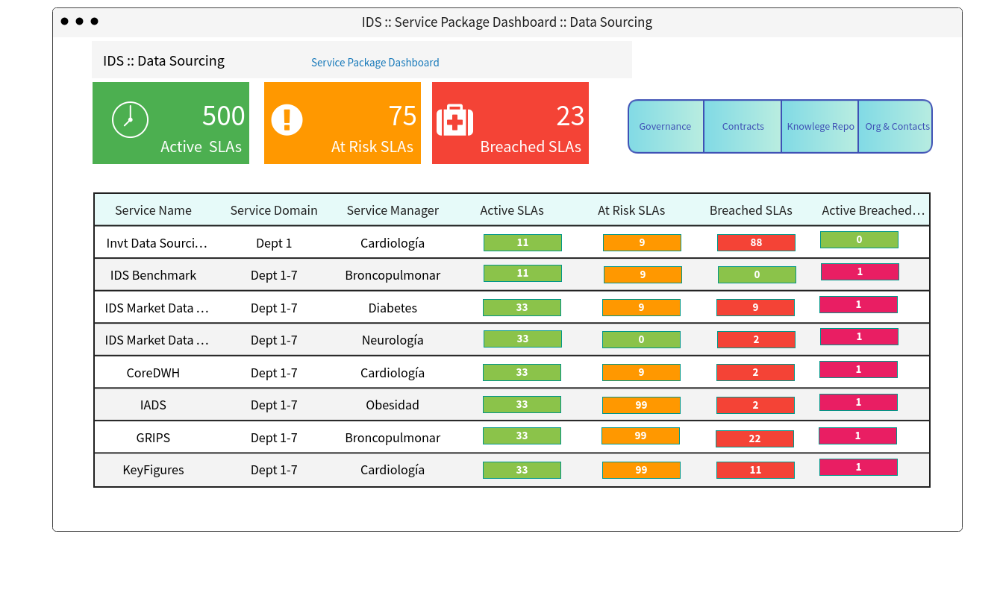 IDS :: Service Package Dashboard :: Data Sourcing
IDS :: Data Sourcing Service Package Dashboard
500 75 23
Active SLAs At Risk SLAs Breached SLAs
Governance Contracts Knowlege Repo Org & Contacts
Service Name Service Domain Service Manager Active SLAs At Risk SLAs Breached SLAs Active Breached…
Invt Data Sourci… Dept 1 Cardiología 11 9 88 0
IDS Benchmark Dept 1-7 Broncopulmonar 11 9 0 1
IDS Market Data … Dept 1-7 Diabetes 33 9 9 1
IDS Market Data … Dept 1-7 Neurología 33 0 2 1
CoreDWH Dept 1-7 Cardiología 33 9 2 1
IADS Dept 1-7 Obesidad 33 99 2 1
GRIPS Dept 1-7 Broncopulmonar 33 99 22 1
KeyFigures Dept 1-7 Cardiología 33 99 11 1